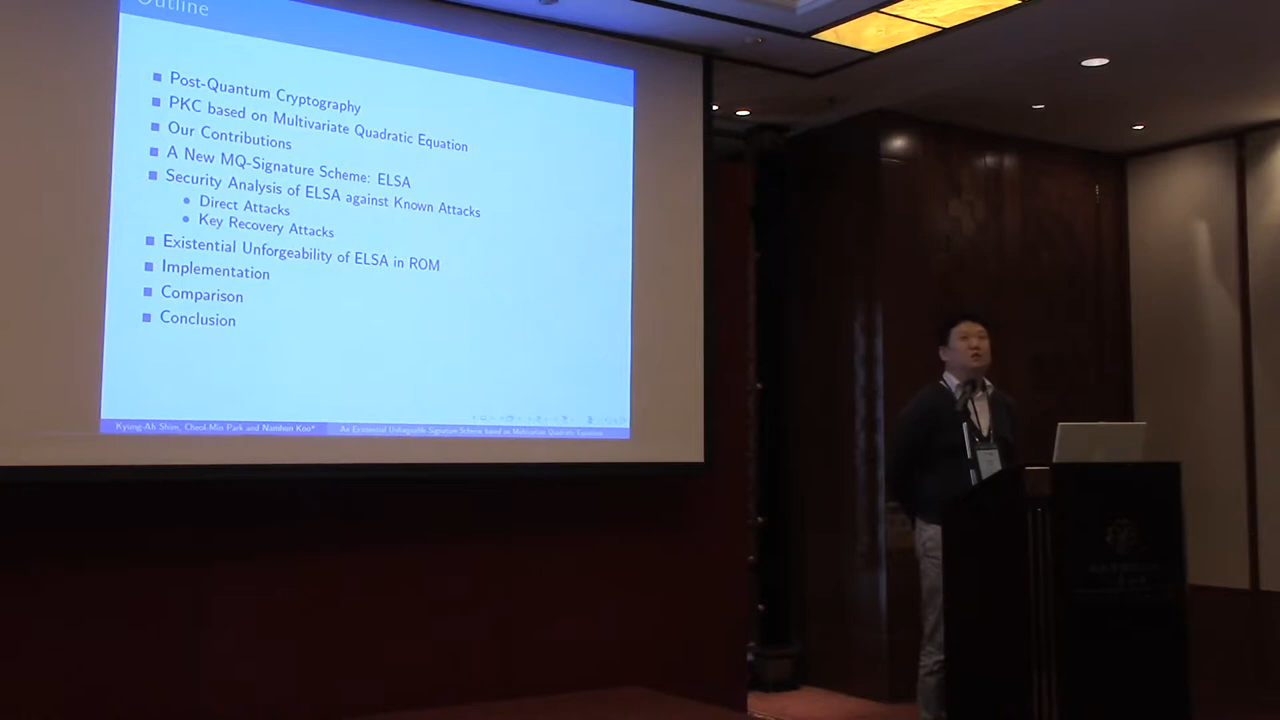 Outline
Post-Quantum Cryptography
PKC based on Multivariate Quadratic Equation
Our Contributions
A New MQ-Signature Scheme: ELSA
Security Analysis of ELSA against Known Attacks
Direct Attacks
Key Recovery Attacks
Existential Unforgeability of ELSA in ROM
Implementation
Comparison
Conclusion
Kyung-Ah Shim, Cheol-Min Park and Namhun Koo*
An Existential Unforgeable Signature Scheme based on Multivariate Quadratic Equations